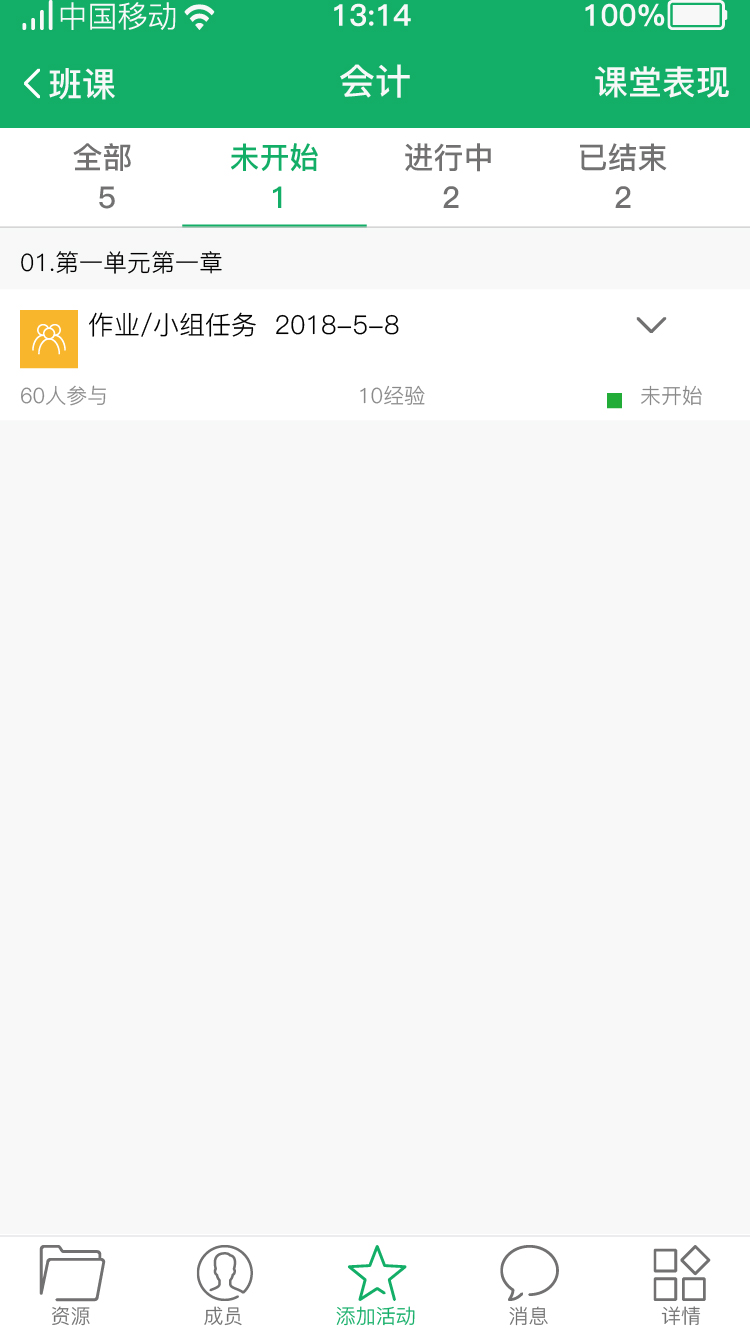 中国移动 13:14 100%
班课 会计 课堂表现
全部 未开始 进行中 已结束
5 1 2 2
01.第一单元第一章
作业/小组任务 2018-5-8
60人参与 10经验 未开始
资源 成员 添加活动 消息 详情